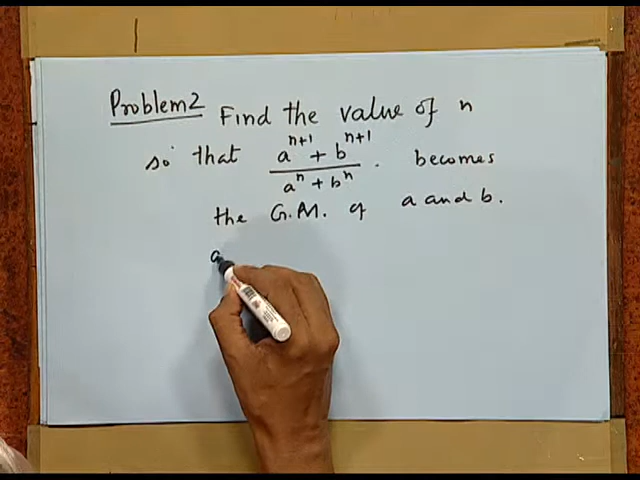 Problem2 Find the value of n
so that (a^(n+1) + b^(n+1))/(a^n + b^n). becomes
the G.M. of a and b.
a